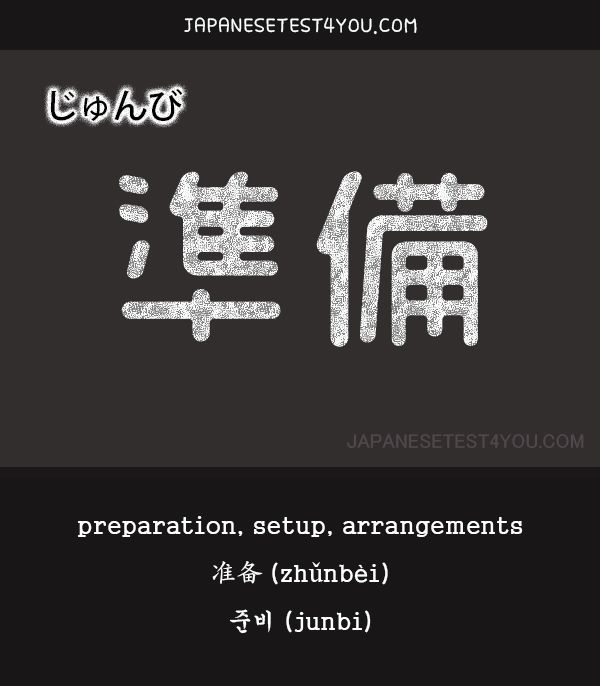 JAPANESETEST4YOU.COM
じゅんび
準備
JAPANESETEST4YOU.COM
preparation, setup, arrangements
准备 (zhǔnbèi)
준비 (junbi)